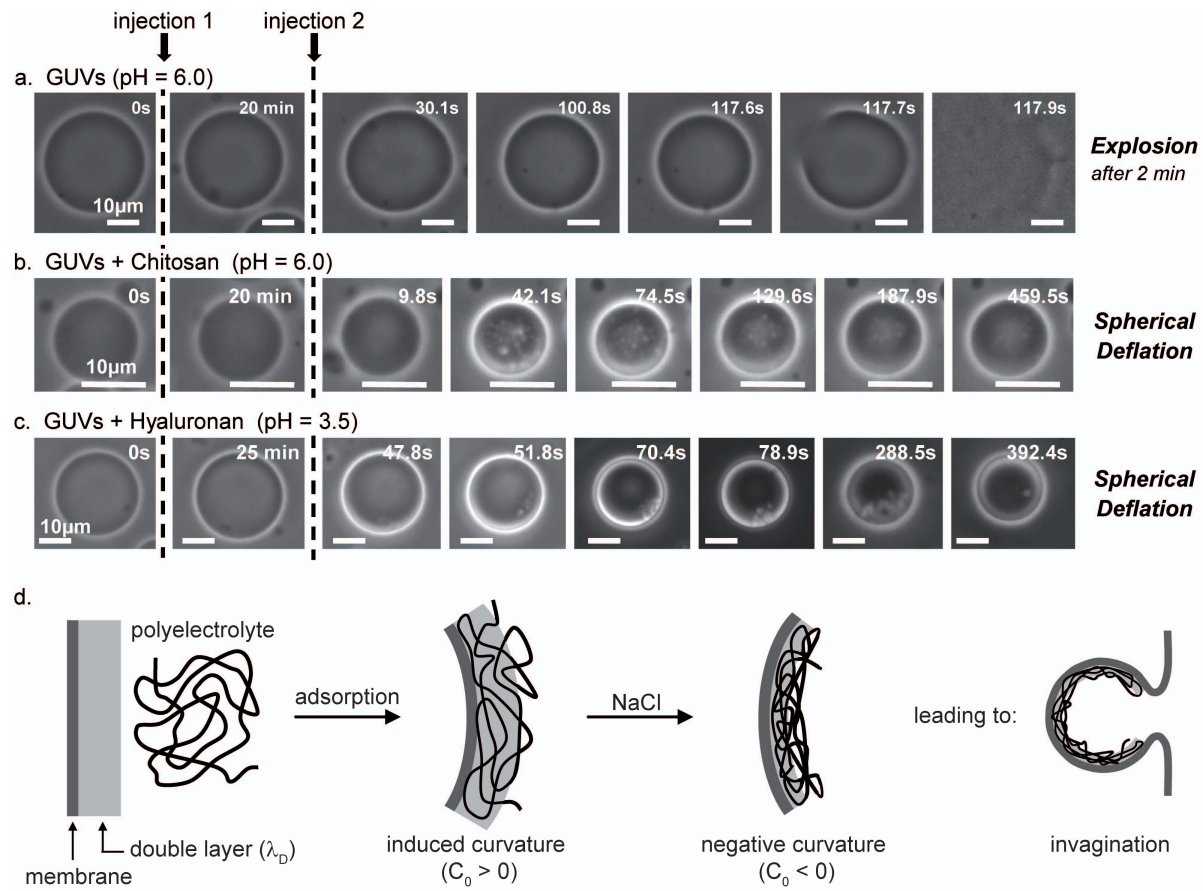 injection 1 injection 2
a. GUVs (pH = 6.0)
0s 20 min 30.1s 100.8s 117.6s 117.7s 117.9s
Explosion
after 2 min
10µm
b. GUVs + Chitosan (pH = 6.0)
0s 20 min 9.8s 42.1s 74.5s 129.6s 187.9s 459.5s
Spherical
Deflation
10µm
c. GUVs + Hyaluronan (pH = 3.5)
0s 25 min 47.8s 51.8s 70.4s 78.9s 288.5s 392.4s
Spherical
Deflation
10µm
d.
polyelectrolyte
adsorption
NaCl
leading to:
double layer (λD)
membrane
induced curvature
(C0 > 0)
negative curvature
(C0 < 0)
invagination